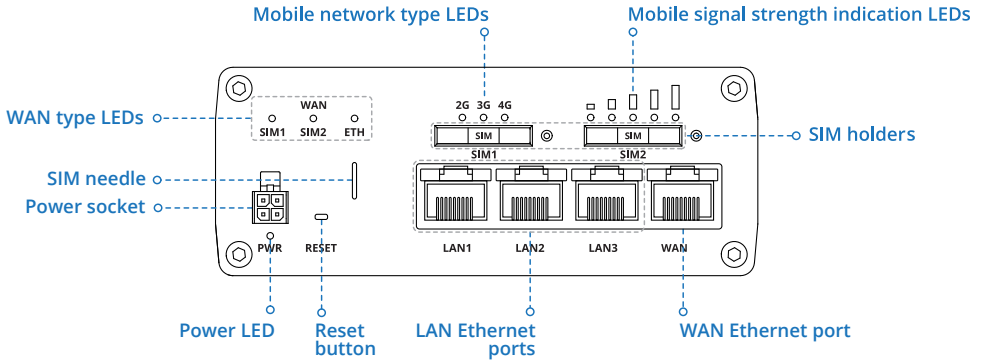 Mobile network type LEDs
Mobile signal strength indication LEDs
WAN
2G 3G 4G
WAN type LEDs
SIM1 SIM2 ETH
SIM
SIM
SIM holders
SIM1
SIM2
SIM needle
Power socket
PWR
RESET
LAN1
LAN2
LAN3
WAN
Power LED
Reset
button
LAN Ethernet
ports
WAN Ethernet port